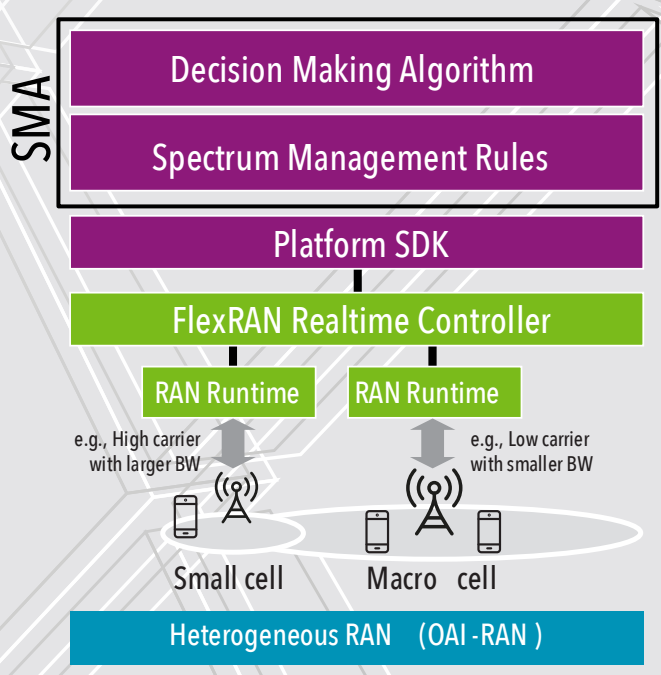 SMA
Decision Making Algorithm
Spectrum Management Rules
Platform SDK
FlexRAN Realtime Controller
RAN Runtime
RAN Runtime
e.g., High carrier
with larger BW
e.g., Low carrier
with smaller BW
Small cell
Macro cell
Heterogeneous RAN (OAI -RAN )